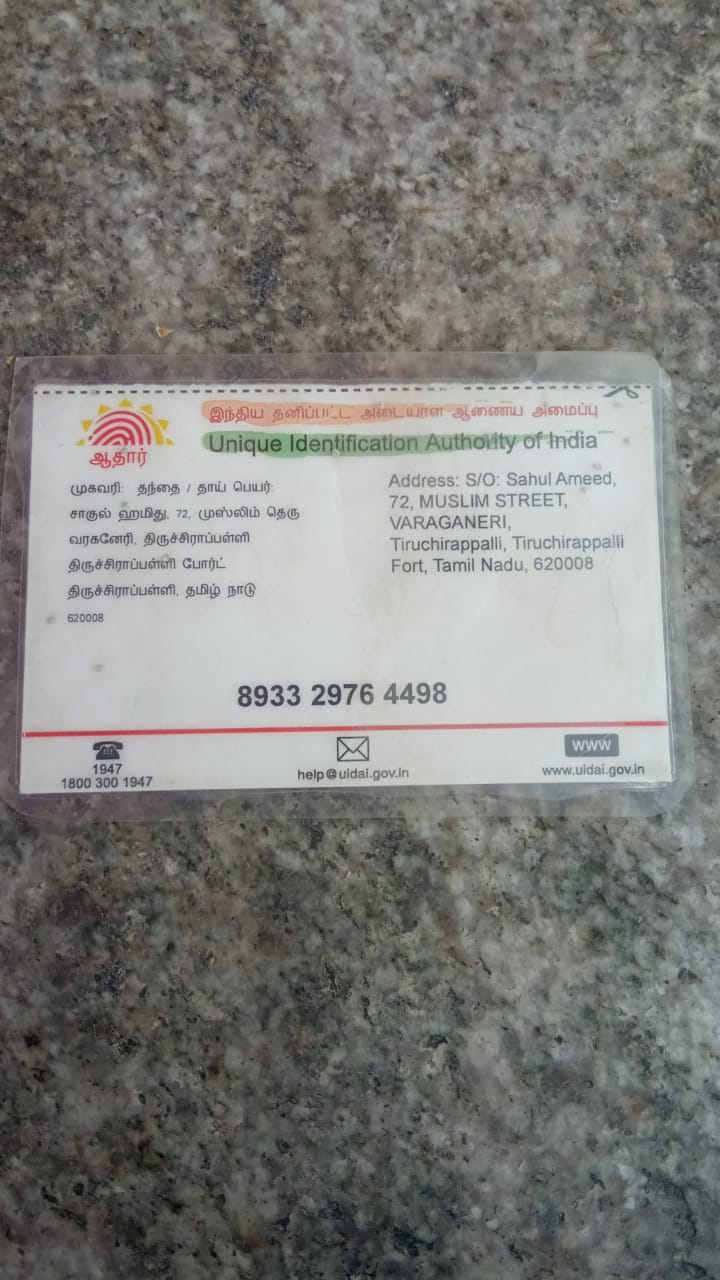 இந்திய தனிப்பட்ட அடையாள ஆணைய அமைப்பு
Unique Identification Authority of India
ஆதார்
முகவரி: தந்தை / தாய் பெயர்:
சாகுல் ஹமிது, 72, முஸ்லிம் தெரு
வரகனேரி, திருச்சிராப்பள்ளி
திருச்சிராப்பள்ளி போர்ட்
திருச்சிராப்பள்ளி, தமிழ் நாடு
620008
Address: S/O: Sahul Ameed,
72, MUSLIM STREET,
VARAGANERI,
Tiruchirappalli, Tiruchirappalli
Fort, Tamil Nadu, 620008
8933 2976 4498
1947
1800 300 1947
help@uidai.gov.in
WWW
www.uidai.gov.in